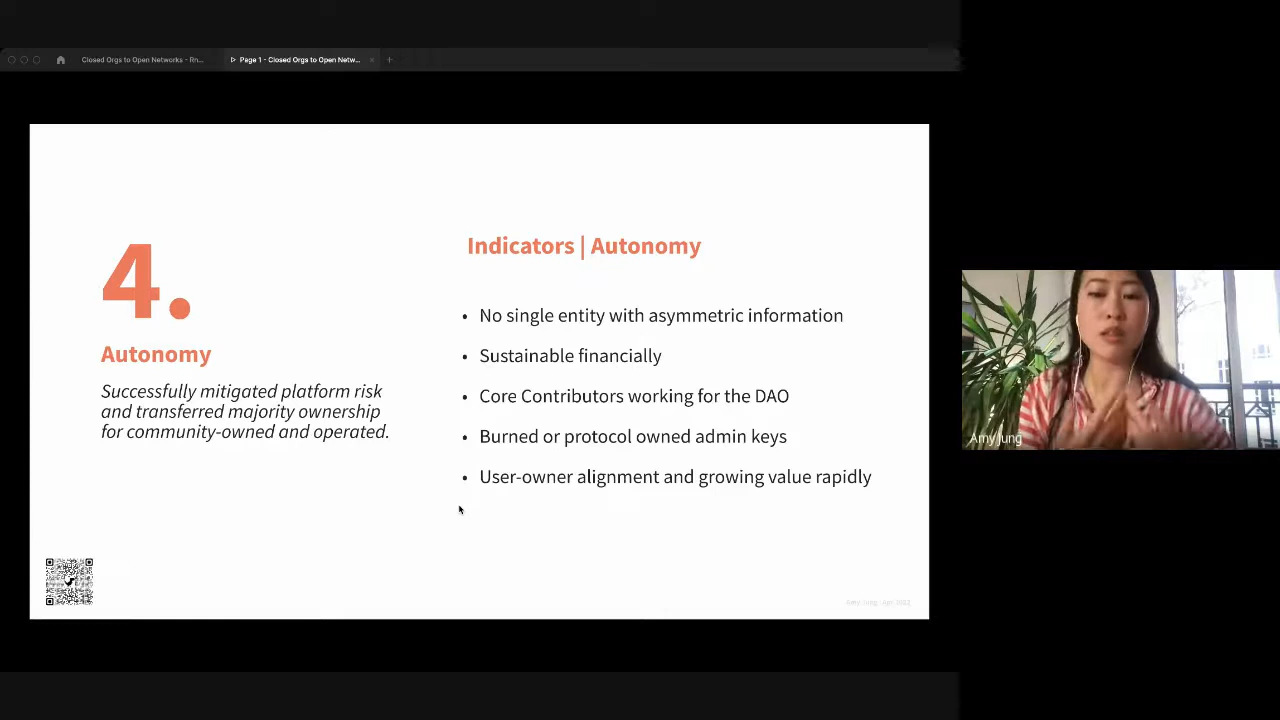 Closed Orgs to Open Networks - Rh...
Page 1 - Closed Orgs to Open Netw...
4.
Autonomy
Successfully mitigated platform risk
and transferred majority ownership
for community-owned and operated.
Indicators | Autonomy
• No single entity with asymmetric information
• Sustainable financially
• Core Contributors working for the DAO
• Burned or protocol owned admin keys
• User-owner alignment and growing value rapidly
Amy Jung